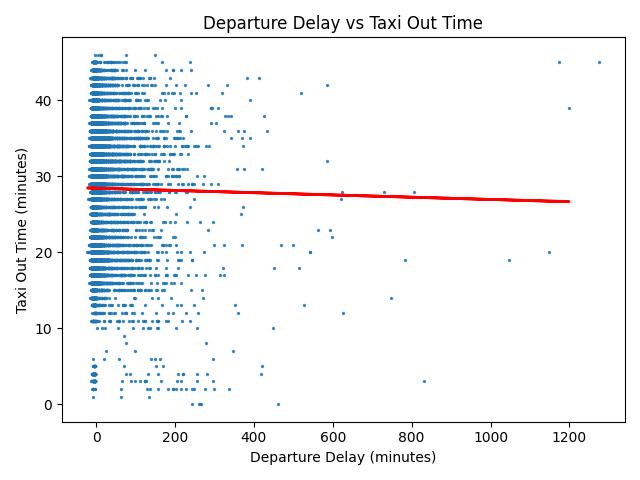 Departure Delay vs Taxi Out Time
Taxi Out Time (minutes)
40
30
20
10
0
0 200 400 600 800 1000 1200
Departure Delay (minutes)